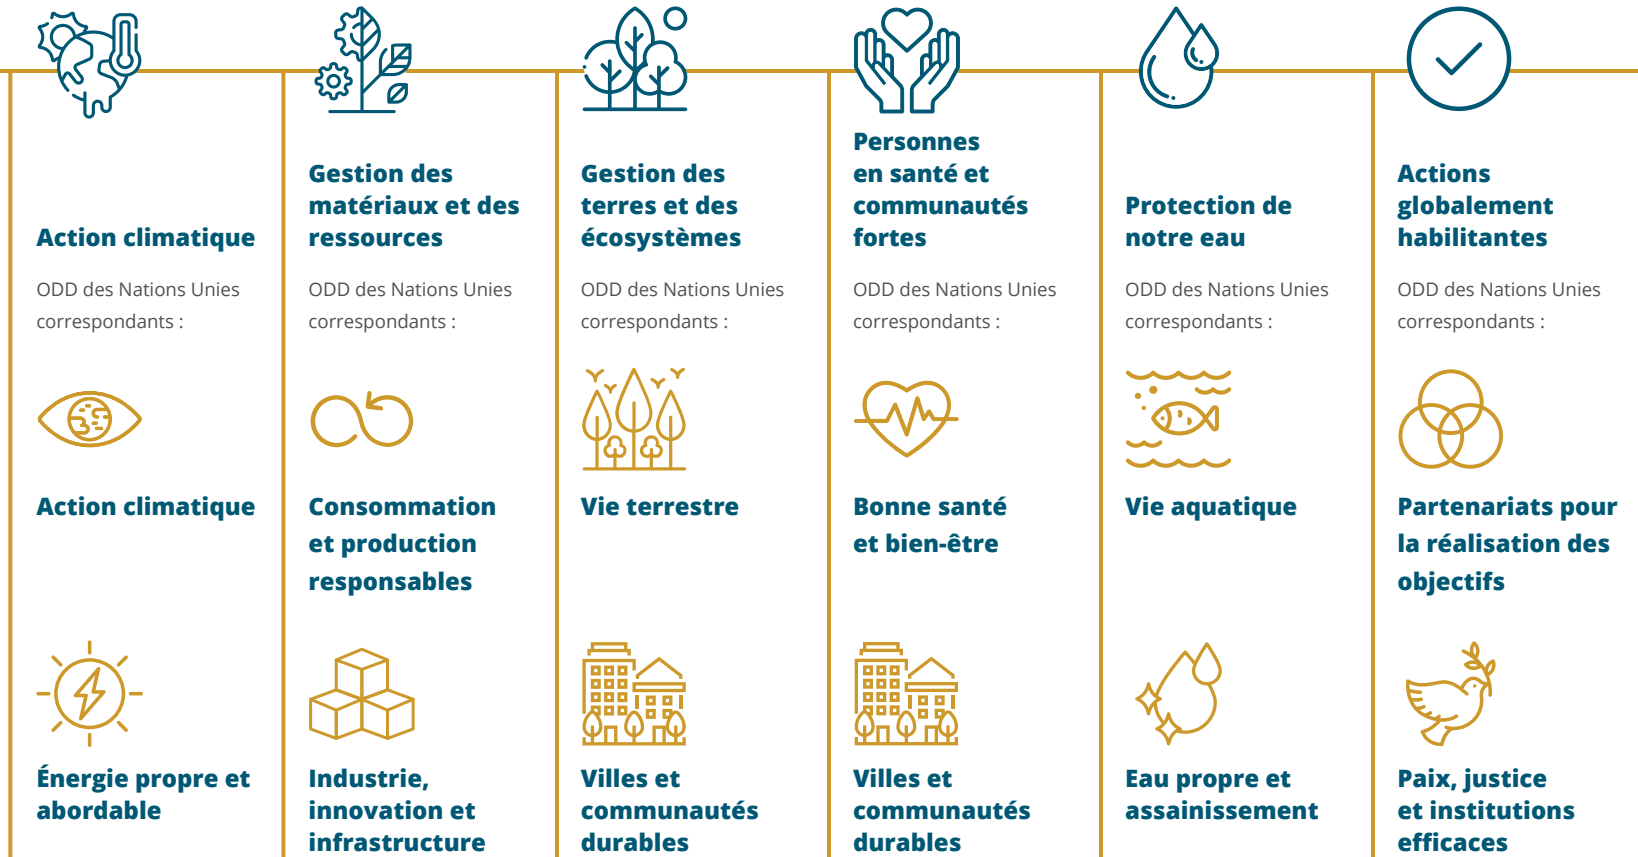 Action climatique
ODD des Nations Unies
correspondants :
Action climatique
Énergie propre et
abordable
Gestion des
matériaux et des
ressources
ODD des Nations Unies
correspondants :
Consommation
et production
responsables
Industrie,
innovation et
infrastructure
Gestion des
terres et des
écosystèmes
ODD des Nations Unies
correspondants :
Vie terrestre
Villes et
communautés
durables
Personnes
en santé et
communautés
fortes
ODD des Nations Unies
correspondants :
Bonne santé
et bien-être
Villes et
communautés
durables
Protection de
notre eau
ODD des Nations Unies
correspondants :
Vie aquatique
Eau propre et
assainissement
Actions
globalement
habilitantes
ODD des Nations Unies
correspondants :
Partenariats pour
la réalisation des
objectifs
Paix, justice
et institutions
efficaces